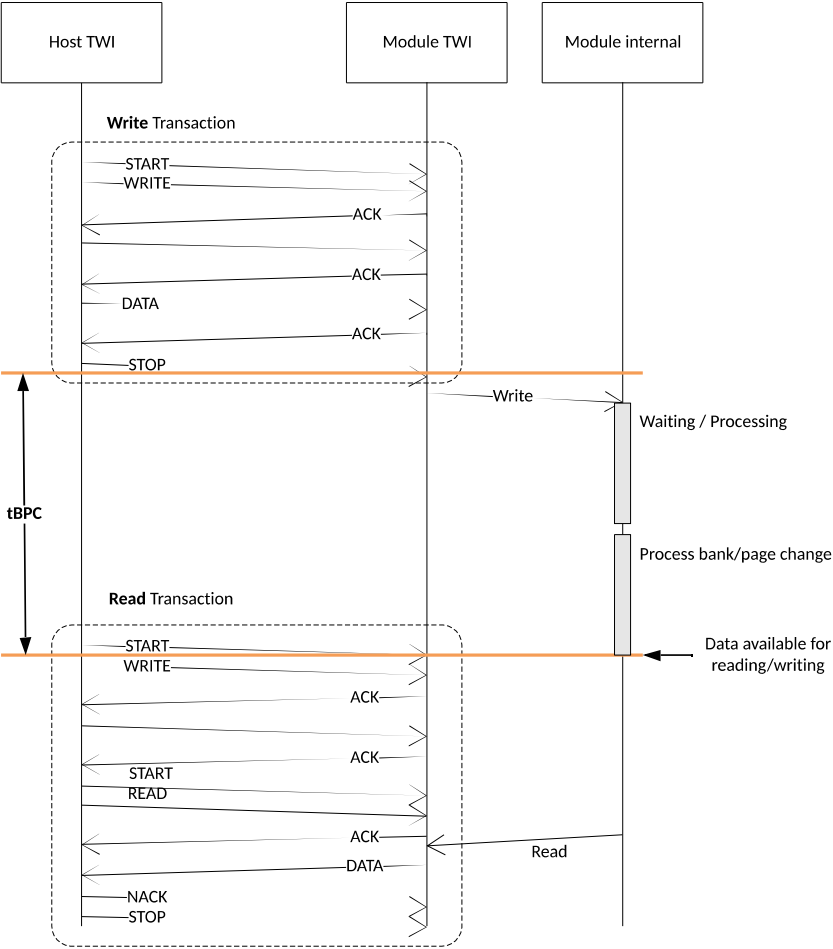 Host TWI
Module TWI
Module internal
Write Transaction
START
WRITE
ACK
ACK
DATA
ACK
STOP
Write
Waiting / Processing
tBPC
Process bank/page change
Read Transaction
START
Data available for
reading/writing
WRITE
ACK
ACK
START
READ
ACK
Read
DATA
NACK
STOP